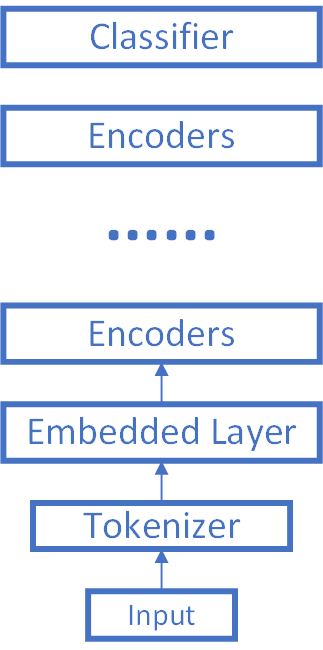 Classifier
Encoders
......
Encoders
Embedded Layer
Tokenizer
Input